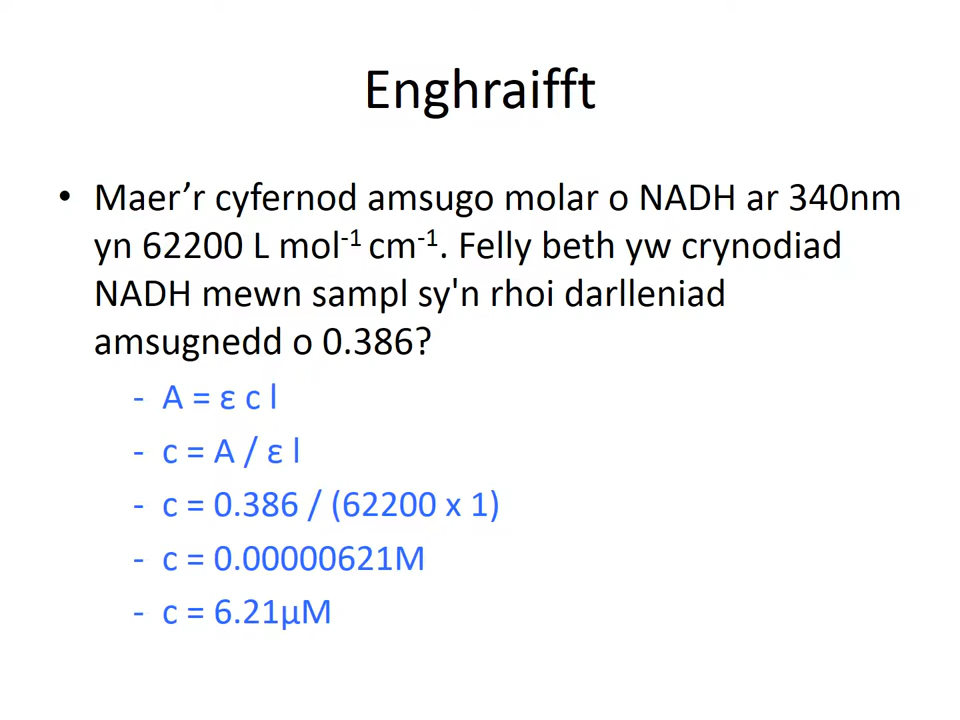 Enghraifft
• Maer’r cyfernod amsugo molar o NADH ar 340nm
yn 62200 L mol⁻¹ cm⁻¹. Felly beth yw crynodiad
NADH mewn sampl sy'n rhoi darlleniad
amsugnedd o 0.386?
- A = ε c l
- c = A / ε l
- c = 0.386 / (62200 x 1)
- c = 0.00000621M
- c = 6.21µM